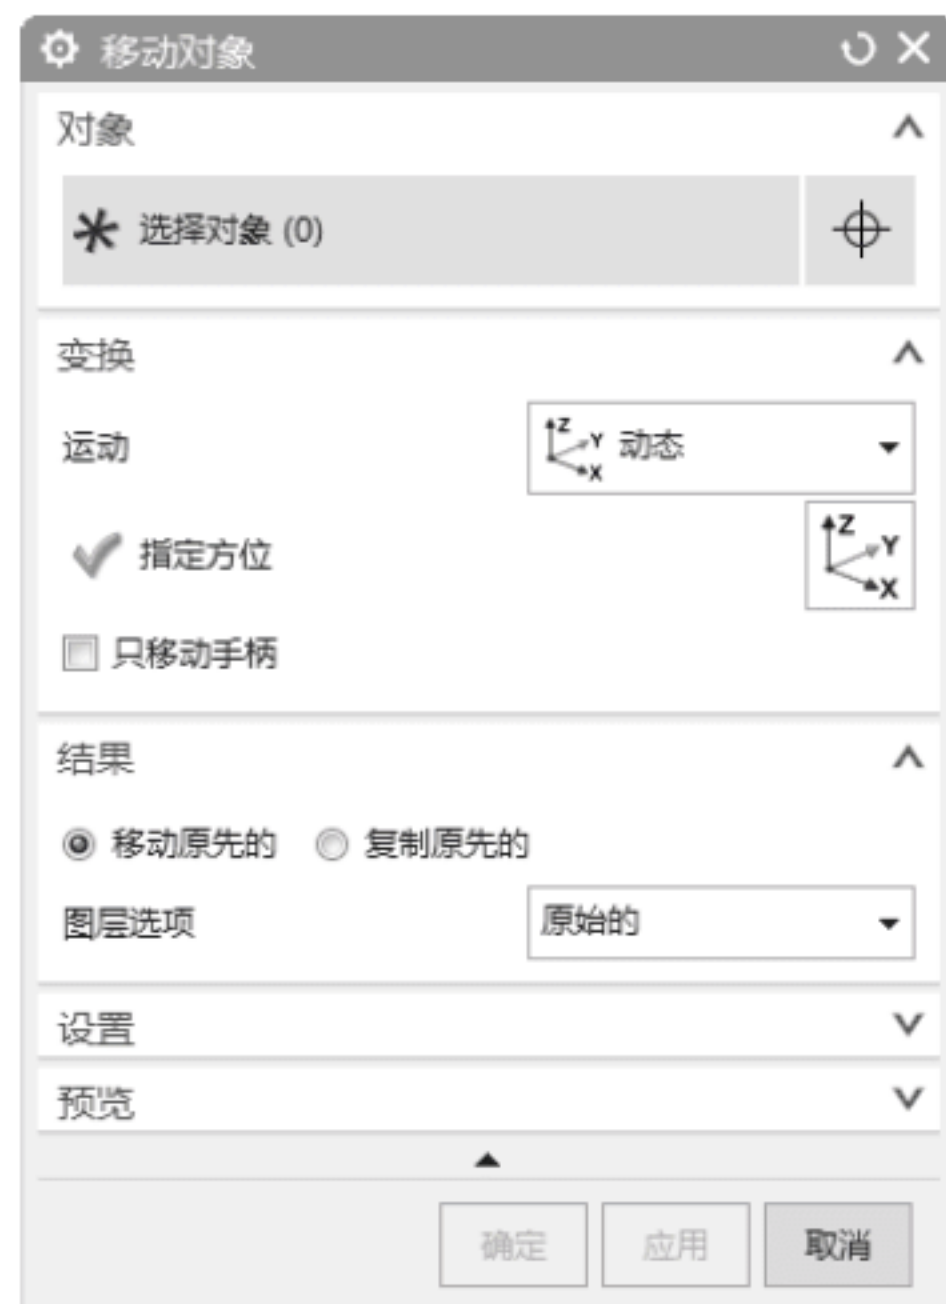 移动对象
对象
选择对象 (0)
变换
运动
Z Y X 动态
指定方位
Z Y X
只移动手柄
结果
移动原先的 复制原先的
图层选项 原始的
设置
预览
确定 应用 取消